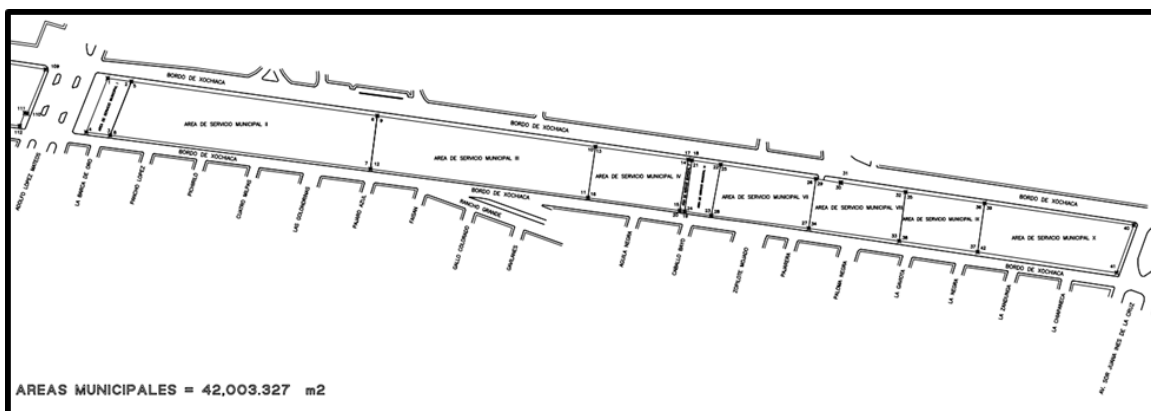 BORDO DE XOCHIACA
BORDO DE XOCHIACA
AREA DE SERVICIO MUNICIPAL II
AREA DE SERVICIO MUNICIPAL III
AREA DE SERVICIO MUNICIPAL IV
AREA DE SERVICIO MUNICIPAL VII
AREA DE SERVICIO MUNICIPAL VIII
AREA DE SERVICIO MUNICIPAL IX
AREA DE SERVICIO MUNICIPAL X
BORDO DE XOCHIACA
BORDO DE XOCHIACA
BORDO DE XOCHIACA
ADOLFO LOPEZ MATEOS
LA BARCA DE ORO
PANCHO LOPEZ
PICHIRILO
CUATRO MILPAS
LAS GOLONDRINAS
PAJARO AZUL
FAISAN
RANCHO GRANDE
GALLO COLORADO
GAVILANES
AGUILA NEGRA
CABALLO BAYO
ZOPILOTE MOJADO
PAJARERA
PALOMA NEGRA
LA GAVIOTA
LA NEGRA
LA ZANDUNGA
LA CHIAPANECA
AV. SOR JUANA INES DE LA CRUZ
AREAS MUNICIPALES = 42,003.327 m2